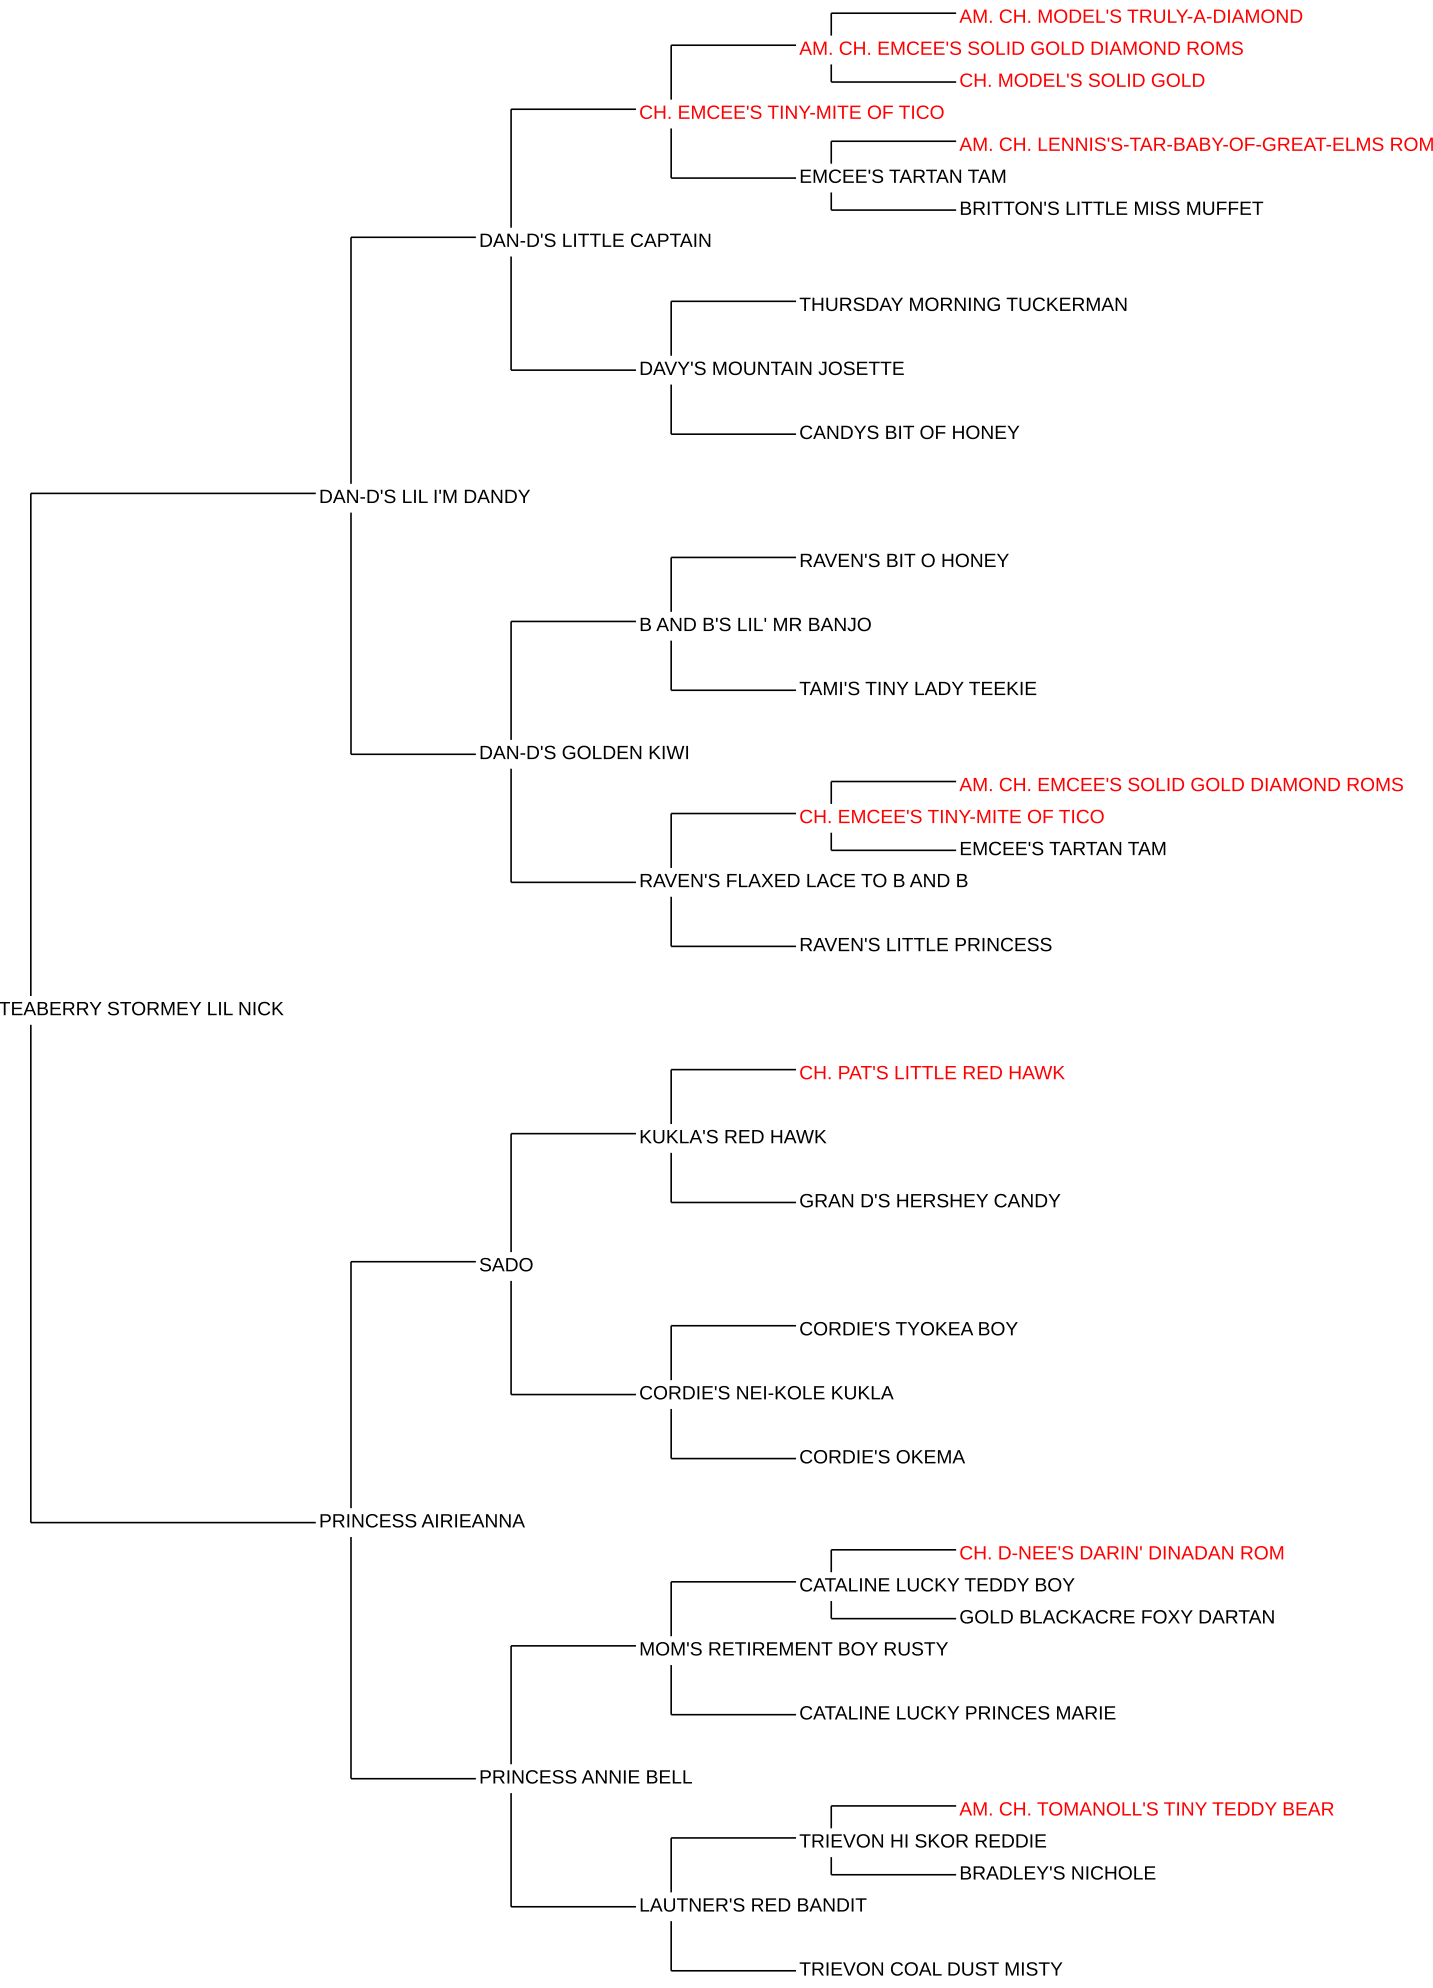 AM. CH. MODEL'S TRULY-A-DIAMOND
AM. CH. EMCEE'S SOLID GOLD DIAMOND ROMS
CH. MODEL'S SOLID GOLD
CH. EMCEE'S TINY-MITE OF TICO
AM. CH. LENNIS'S-TAR-BABY-OF-GREAT-ELMS ROM
EMCEE'S TARTAN TAM
BRITTON'S LITTLE MISS MUFFET
DAN-D'S LITTLE CAPTAIN
THURSDAY MORNING TUCKERMAN
DAVY'S MOUNTAIN JOSETTE
CANDYS BIT OF HONEY
DAN-D'S LIL I'M DANDY
RAVEN'S BIT O HONEY
B AND B'S LIL' MR BANJO
TAMI'S TINY LADY TEEKIE
DAN-D'S GOLDEN KIWI
AM. CH. EMCEE'S SOLID GOLD DIAMOND ROMS
CH. EMCEE'S TINY-MITE OF TICO
EMCEE'S TARTAN TAM
RAVEN'S FLAXED LACE TO B AND B
RAVEN'S LITTLE PRINCESS
TEABERRY STORMEY LIL NICK
CH. PAT'S LITTLE RED HAWK
KUKLA'S RED HAWK
GRAN D'S HERSHEY CANDY
SADO
CORDIE'S TYOKEA BOY
CORDIE'S NEI-KOLE KUKLA
CORDIE'S OKEMA
PRINCESS AIRIEANNA
CH. D-NEE'S DARIN' DINADAN ROM
CATALINE LUCKY TEDDY BOY
GOLD BLACKACRE FOXY DARTAN
MOM'S RETIREMENT BOY RUSTY
CATALINE LUCKY PRINCES MARIE
PRINCESS ANNIE BELL
AM. CH. TOMANOLL'S TINY TEDDY BEAR
TRIEVON HI SKOR REDDIE
BRADLEY'S NICHOLE
LAUTNER'S RED BANDIT
TRIEVON COAL DUST MISTY